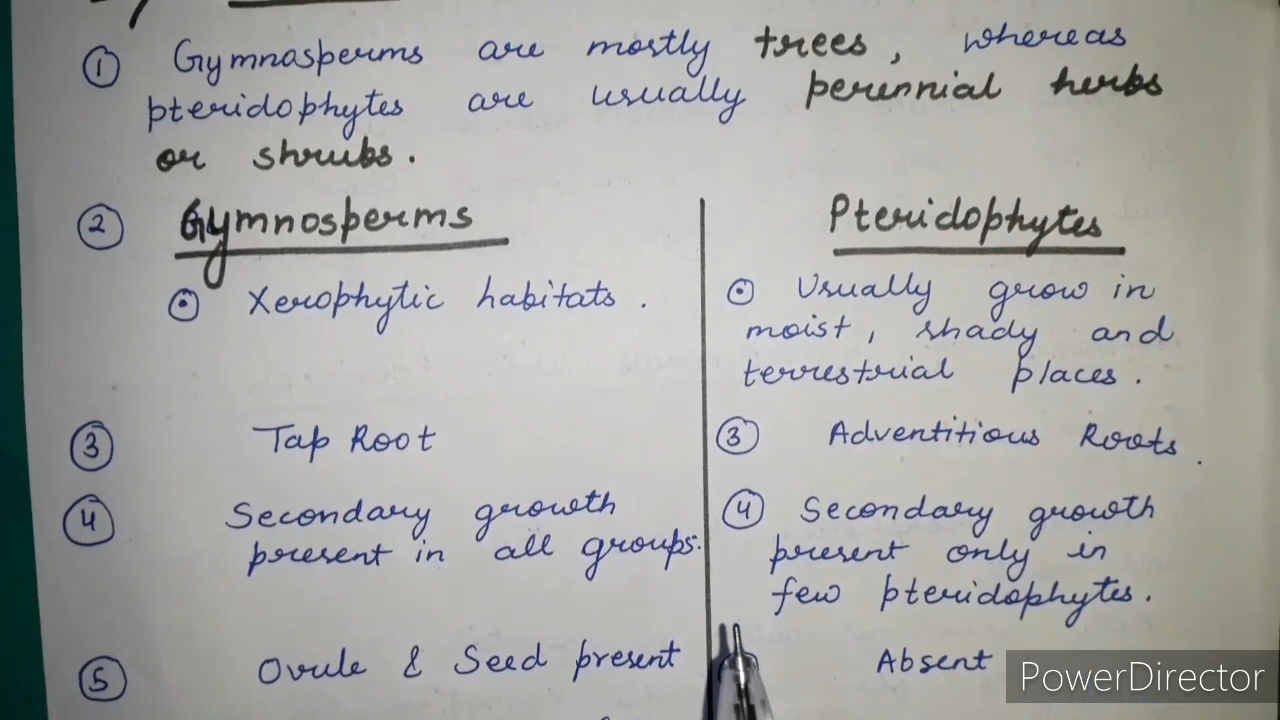 ① Gymnosperms are mostly trees, whereas
pteridophytes are usually perennial herbs
or shrubs.
② Gymnosperms
⊙ Xerophytic habitats.
③ Tap Root
④ Secondary growth
present in all groups.
⑤ Ovule & Seed present
Pteridophytes
⊙ Usually grow in
moist, shady and
terrestrial places.
③ Adventitious Roots.
④ Secondary growth
present only in
few pteridophytes.
Absent
PowerDirector